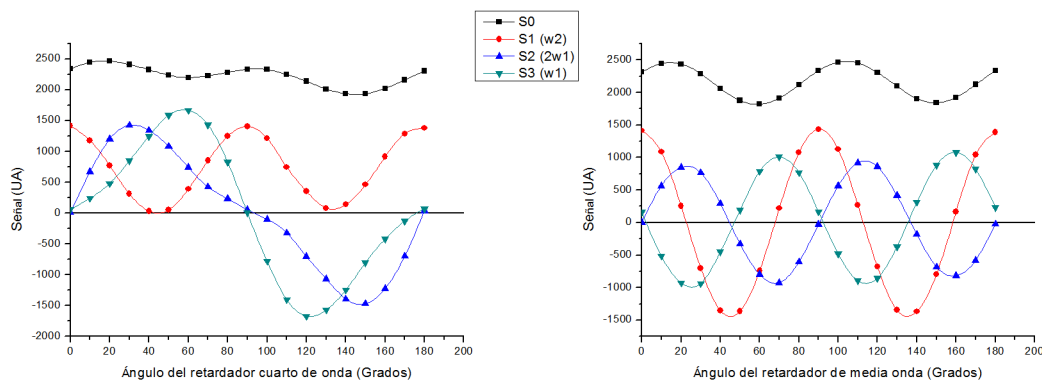 S0
S1 (w2)
S2 (2w1)
S3 (w1)
2500
2000
1500
1000
500
0
-500
-1000
-1500
-2000
Señal (UA)
0 20 40 60 80 100 120 140 160 180 200
Ángulo del retardador cuarto de onda (Grados)
2500
2000
1500
1000
500
0
-500
-1000
-1500
Señal (UA)
0 20 40 60 80 100 120 140 160 180 200
Ángulo del retardador de media onda (Grados)